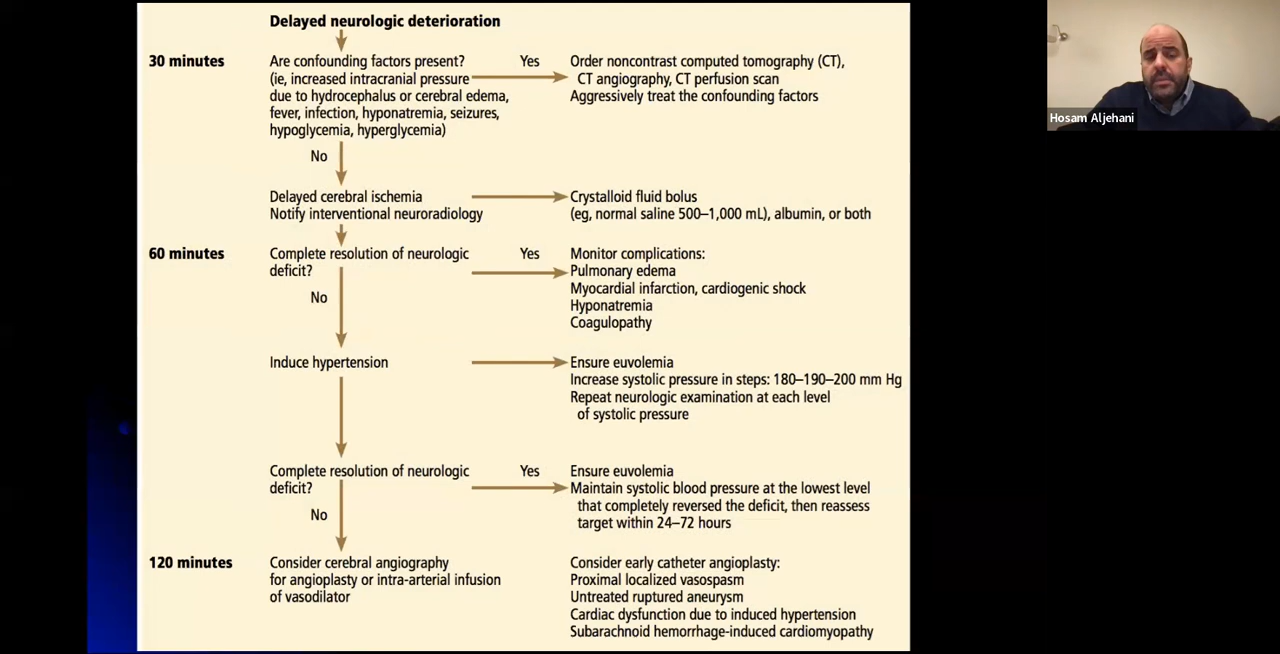 Delayed neurologic deterioration
30 minutes
Are confounding factors present?
(ie, increased intracranial pressure
due to hydrocephalus or cerebral edema,
fever, infection, hyponatremia, seizures,
hypoglycemia, hyperglycemia)
Yes
Order noncontrast computed tomography (CT),
CT angiography, CT perfusion scan
Aggressively treat the confounding factors
No
Delayed cerebral ischemia
Notify interventional neuroradiology
Crystalloid fluid bolus
(eg, normal saline 500–1,000 mL), albumin, or both
60 minutes
Complete resolution of neurologic
deficit?
Yes
Monitor complications:
Pulmonary edema
Myocardial infarction, cardiogenic shock
Hyponatremia
Coagulopathy
No
Induce hypertension
Ensure euvolemia
Increase systolic pressure in steps: 180–190–200 mm Hg
Repeat neurologic examination at each level
of systolic pressure
Complete resolution of neurologic
deficit?
Yes
Ensure euvolemia
Maintain systolic blood pressure at the lowest level
that completely reversed the deficit, then reassess
target within 24–72 hours
No
120 minutes
Consider cerebral angiography
for angioplasty or intra-arterial infusion
of vasodilator
Consider early catheter angioplasty:
Proximal localized vasospasm
Untreated ruptured aneurysm
Cardiac dysfunction due to induced hypertension
Subarachnoid hemorrhage-induced cardiomyopathy
Hosam Aljehani